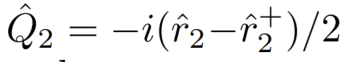 Q̂₂ = −i(r̂₂−r̂₂⁺)/2